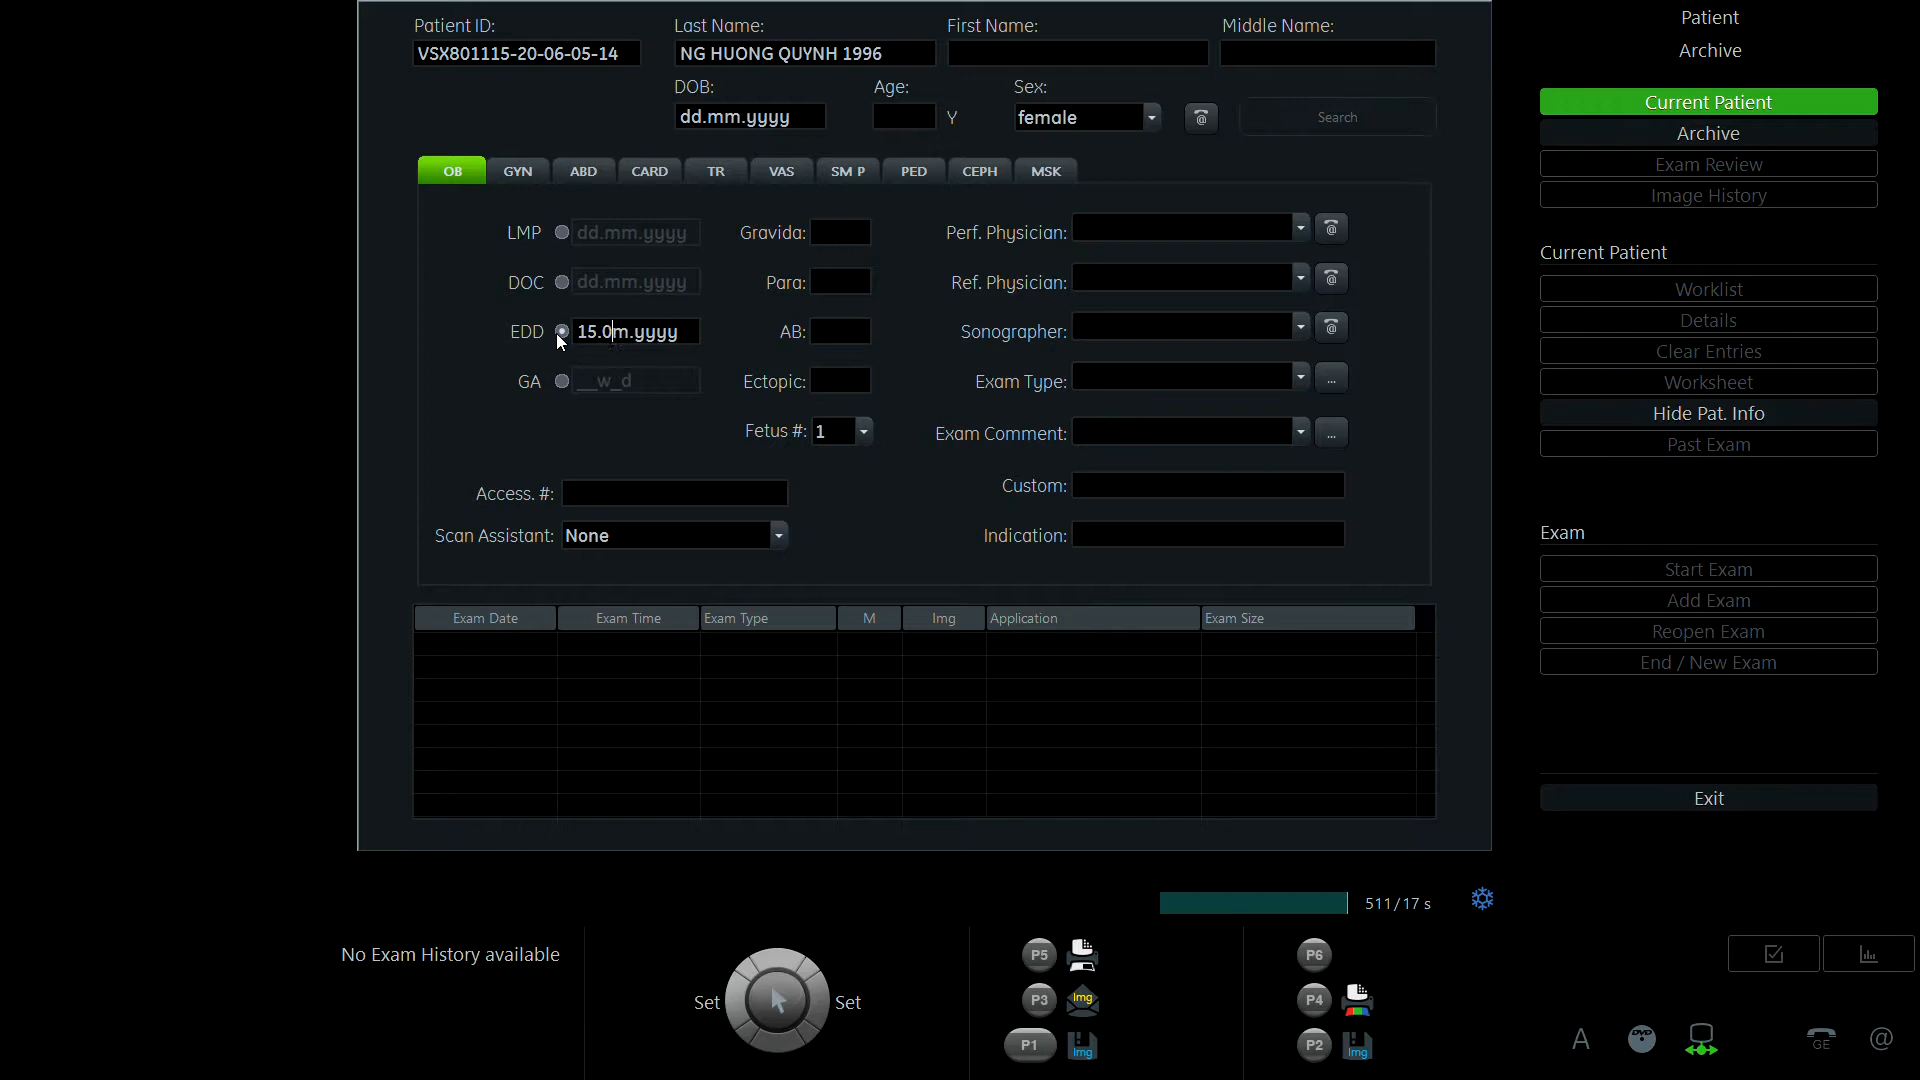 Patient ID: Last Name: First Name: Middle Name:
VSX801115-20-06-05-14 NG HUONG QUYNH 1996
DOB: Age: Sex:
dd.mm.yyyy Y female @ Search
OB GYN ABD CARD TR VAS SM P PED CEPH MSK
LMP dd.mm.yyyy Gravida: Perf. Physician: @
DOC dd.mm.yyyy Para: Ref. Physician: @
EDD 15.0m.yyyy AB: Sonographer: @
GA __w_d Ectopic: Exam Type: ...
Fetus #: 1 Exam Comment: ...
Access. #: Custom:
Scan Assistant: None Indication:
Exam Date Exam Time Exam Type M Img Application Exam Size
Patient
Archive
Current Patient
Archive
Exam Review
Image History
Current Patient
Worklist
Details
Clear Entries
Worksheet
Hide Pat. Info
Past Exam
Exam
Start Exam
Add Exam
Reopen Exam
End / New Exam
Exit
511/17 s
No Exam History available
Set Set
P5
P3 Img
P1 Img
P6
P4
P2 Img
A DVD GE @